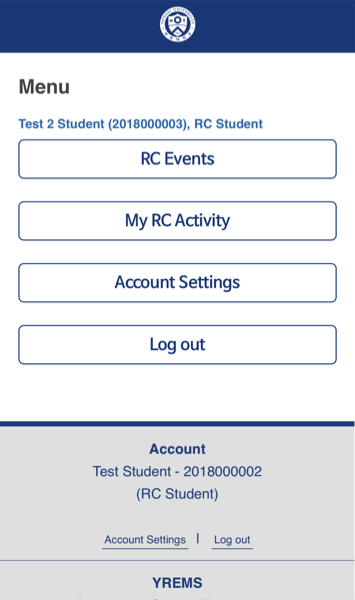 Menu
Test 2 Student (2018000003), RC Student
RC Events
My RC Activity
Account Settings
Log out
Account
Test Student - 2018000002
(RC Student)
Account Settings | Log out
YREMS